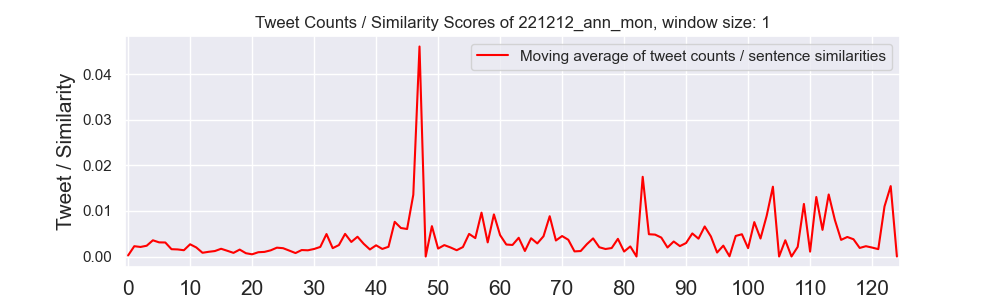 Tweet Counts / Similarity Scores of 221212_ann_mon, window size: 1
Moving average of tweet counts / sentence similarities
Tweet / Similarity
0.04
0.03
0.02
0.01
0.00
0 10 20 30 40 50 60 70 80 90 100 110 120